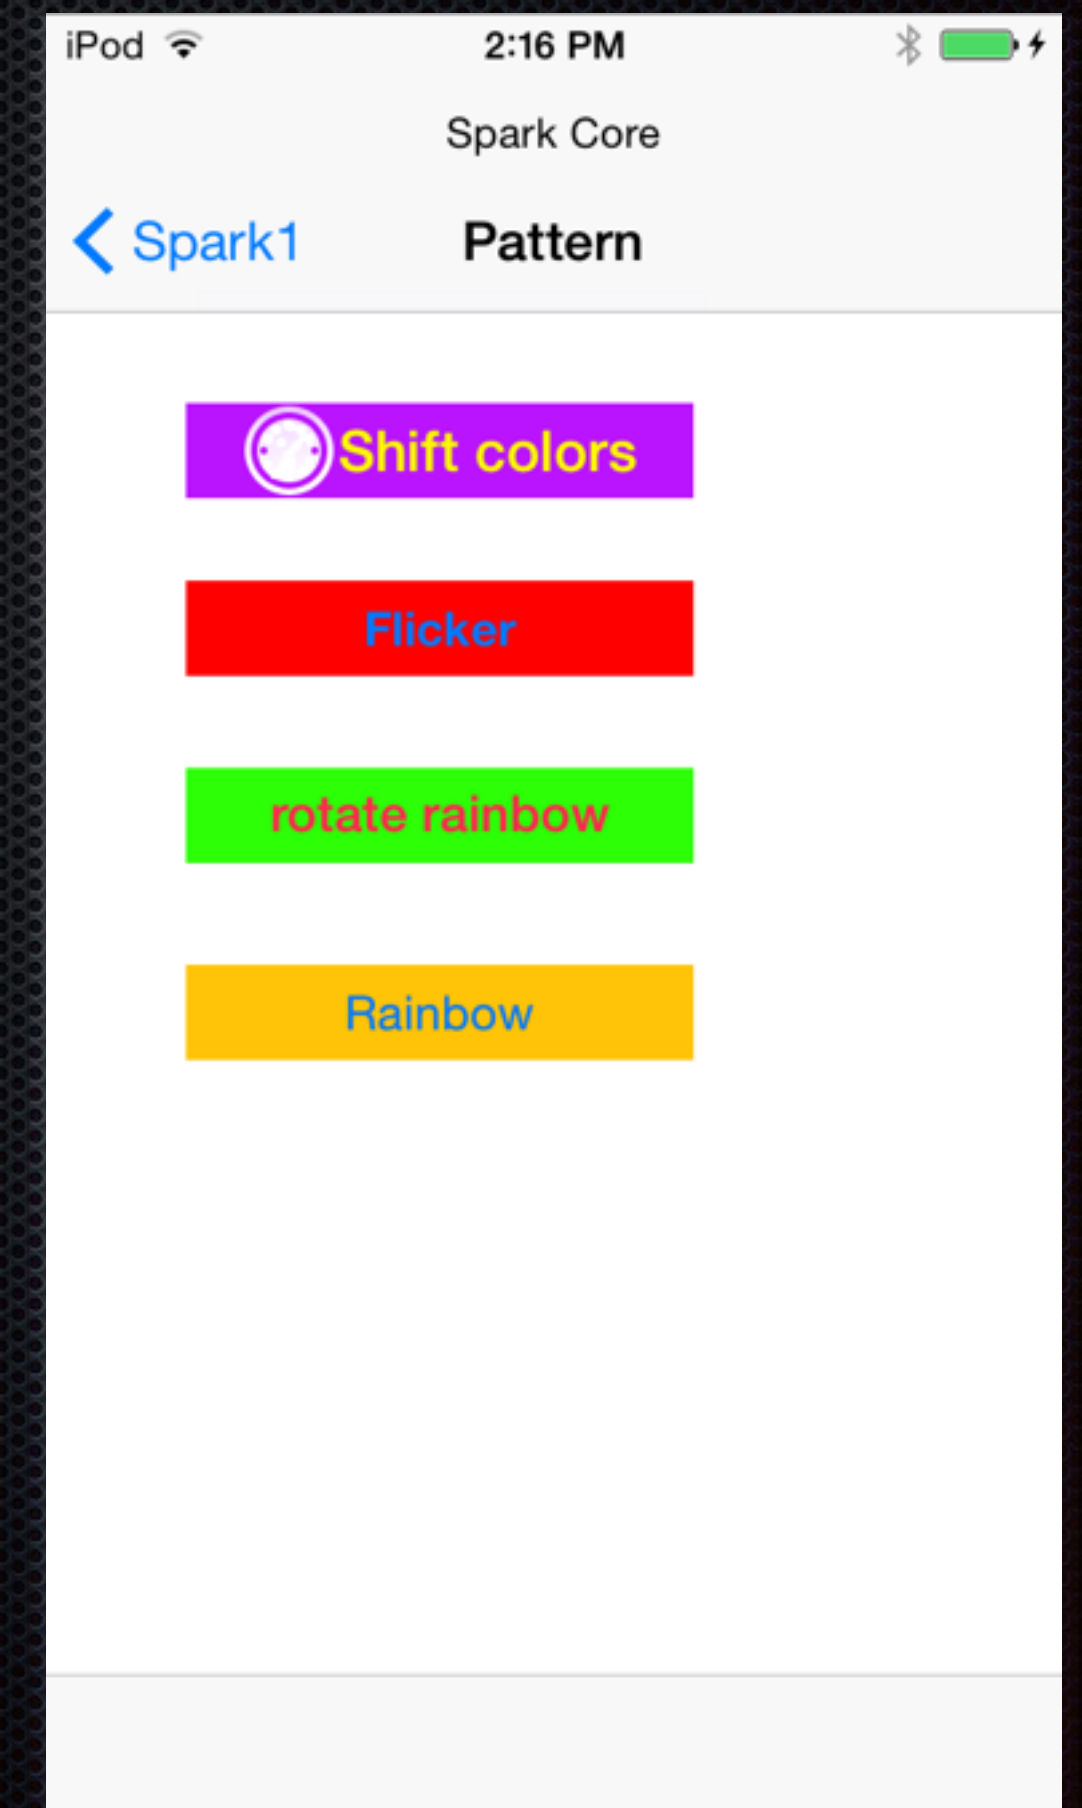 iPod 2:16 PM
Spark Core
Spark1 Pattern
Shift colors
Flicker
rotate rainbow
Rainbow